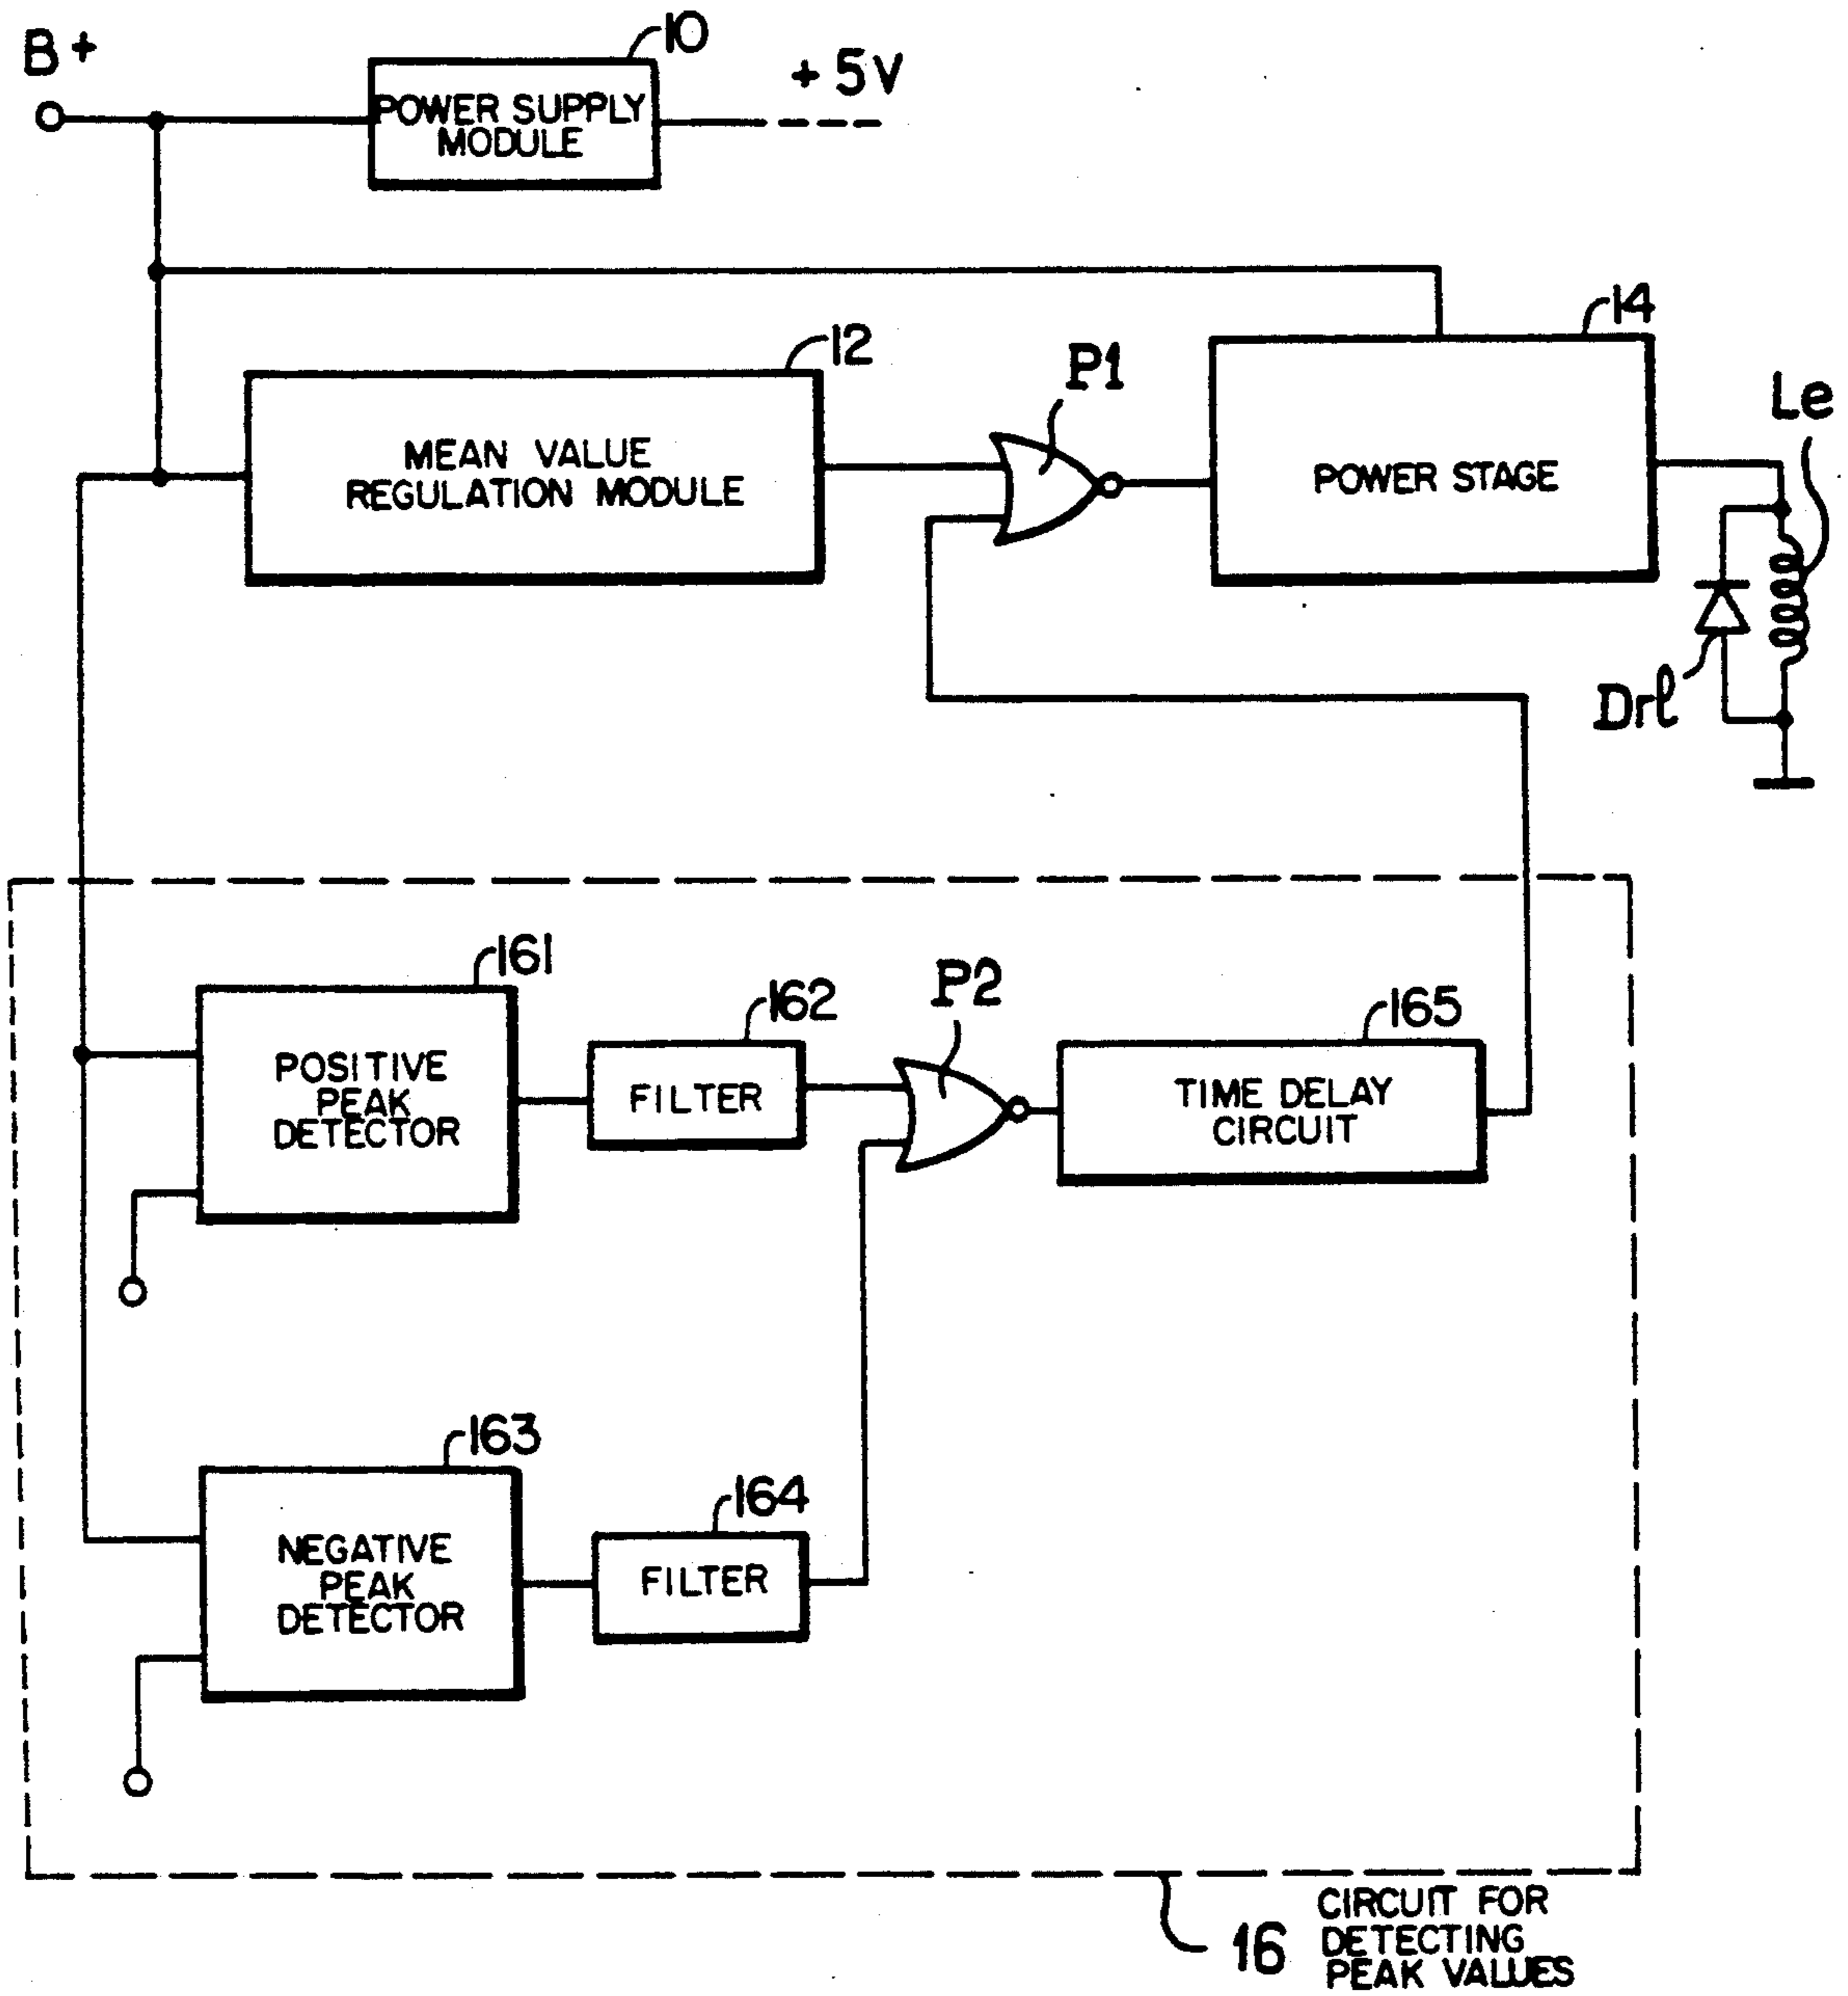 B+
10
POWER SUPPLY
MODULE
+5V
12
MEAN VALUE
REGULATION MODULE
P1
14
POWER STAGE
Le
Drl
161
POSITIVE
PEAK
DETECTOR
162
FILTER
P2
165
TIME DELAY
CIRCUIT
163
NEGATIVE
PEAK
DETECTOR
164
FILTER
16
CIRCUIT FOR
DETECTING
PEAK VALUES